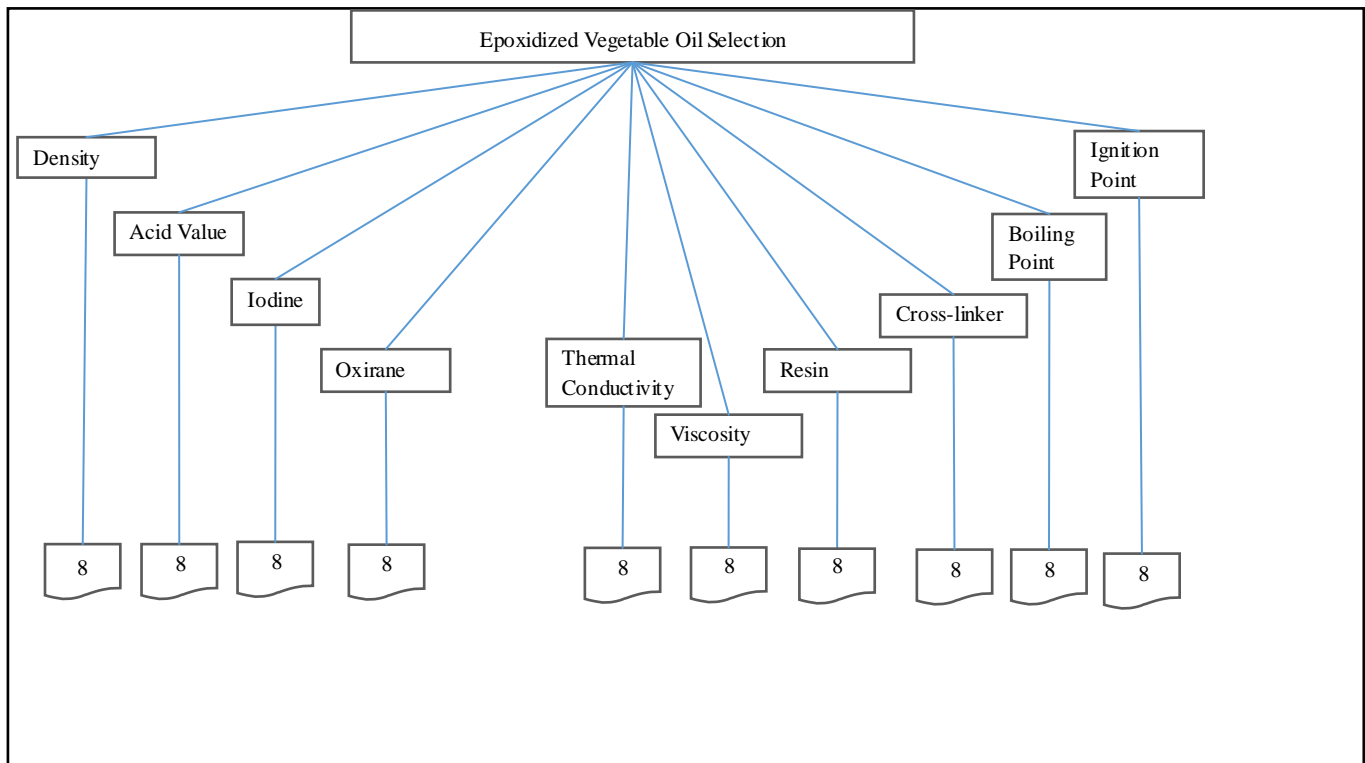 Epoxidized Vegetable Oil Selection
Density
Ignition
Point
Acid Value
Boiling
Point
Iodine
Cross-linker
Oxirane
Thermal
Conductivity
Resin
Viscosity
8
8
8
8
8
8
8
8
8
8